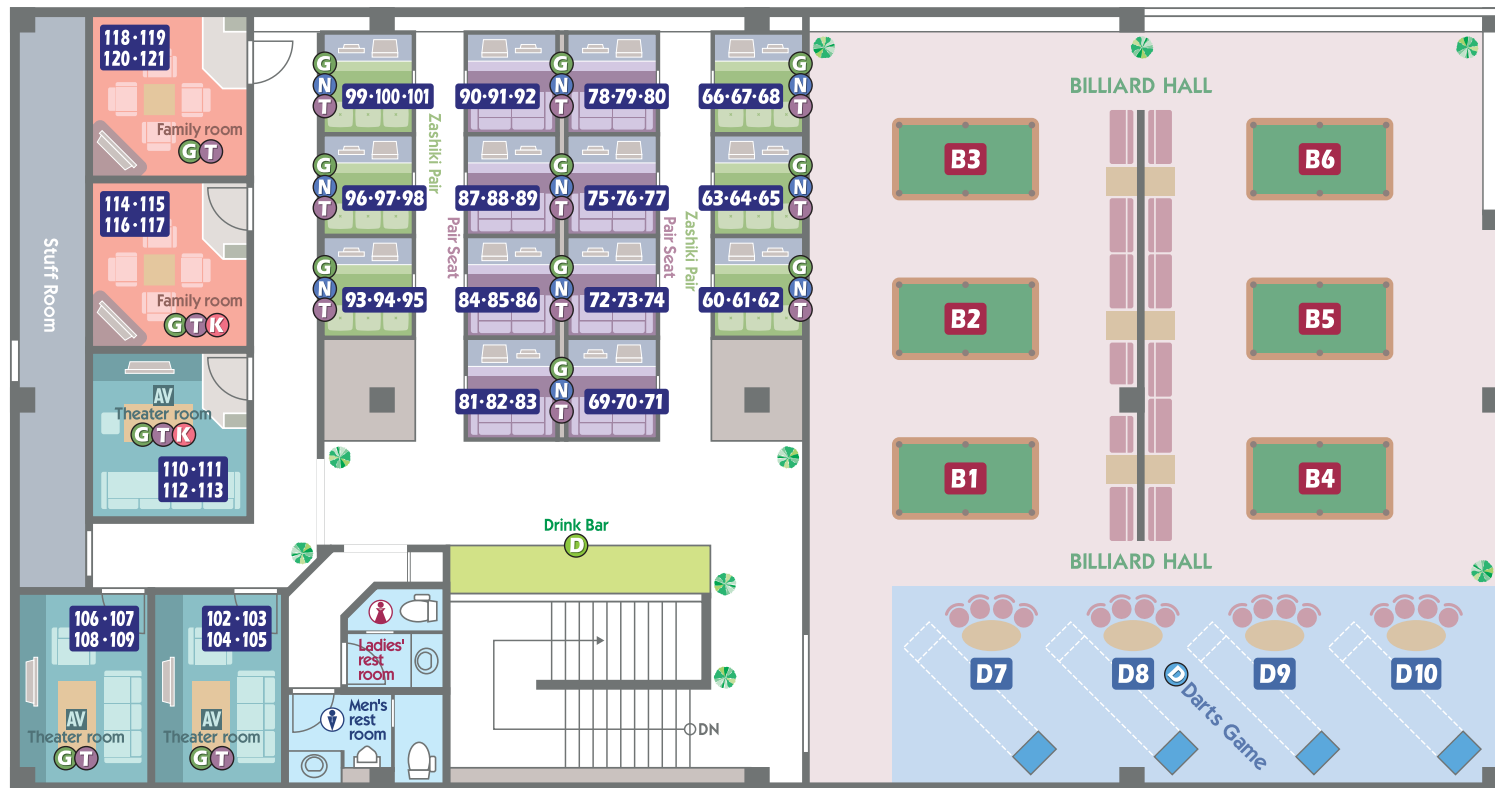 118・119
120・121
Family room
G T
114・115
116・117
Family room
G T K
AV
Theater room
G T K
110・111
112・113
Stuff Room
106・107
108・109
AV
Theater room
G T
102・103
104・105
AV
Theater room
G T
G
N
T
99・100・101
G
N
T
96・97・98
G
N
T
93・94・95
Zashiki Pair
Pair Seat
90・91・92
87・88・89
84・85・86
81・82・83
G
N
T
G
N
T
G
N
T
G
N
T
78・79・80
75・76・77
72・73・74
69・70・71
Pair Seat
Zashiki Pair
66・67・68
G
N
T
63・64・65
G
N
T
60・61・62
G
N
T
Drink Bar
D
Ladies'
rest
room
Men's
rest
room
DN
BILLIARD HALL
B3
B6
B2
B5
B1
B4
BILLIARD HALL
D7
D8
D9
D10
D
Darts Game